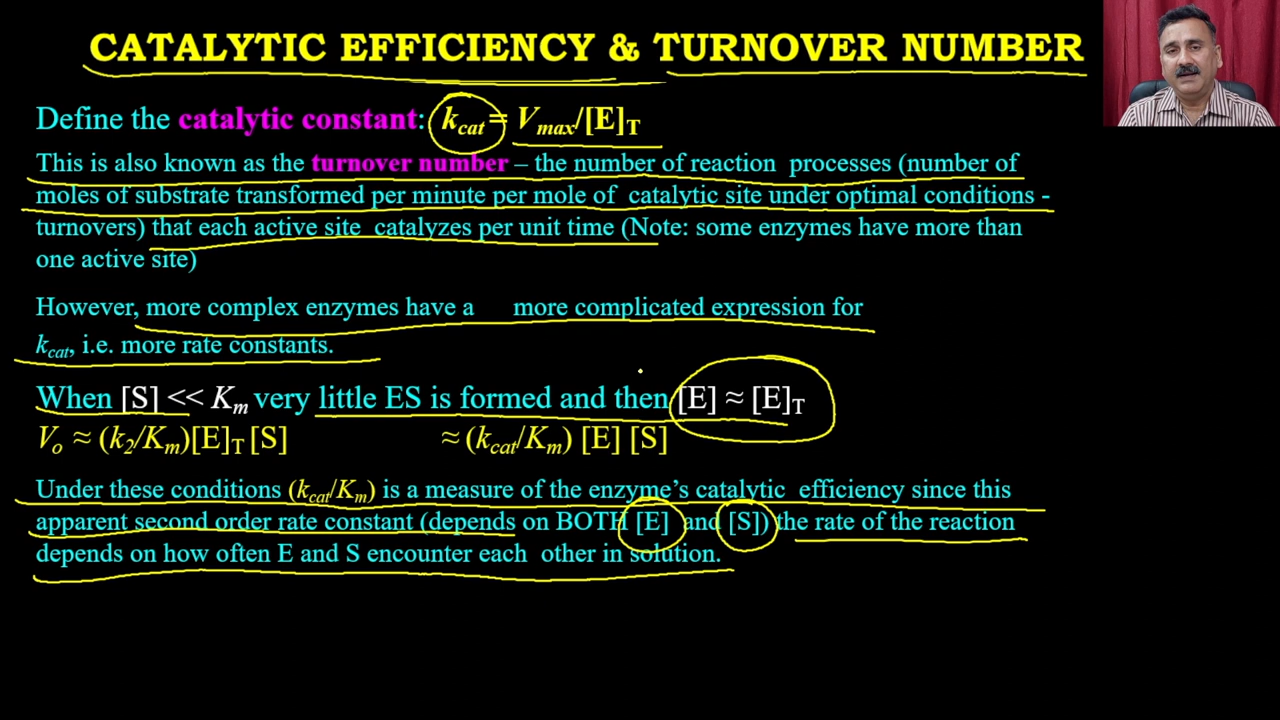 CATALYTIC EFFICIENCY & TURNOVER NUMBER
Define the catalytic constant: kcat = Vmax/[E]T
This is also known as the turnover number – the number of reaction processes (number of
moles of substrate transformed per minute per mole of catalytic site under optimal conditions -
turnovers) that each active site catalyzes per unit time (Note: some enzymes have more than
one active site)
However, more complex enzymes have a more complicated expression for
kcat, i.e. more rate constants.
When [S] << Km very little ES is formed and then [E] ≈ [E]T
Vo ≈ (k2/Km)[E]T [S] ≈ (kcat/Km) [E] [S]
Under these conditions (kcat/Km) is a measure of the enzyme’s catalytic efficiency since this
apparent second order rate constant (depends on BOTH [E] and [S]) the rate of the reaction
depends on how often E and S encounter each other in solution.